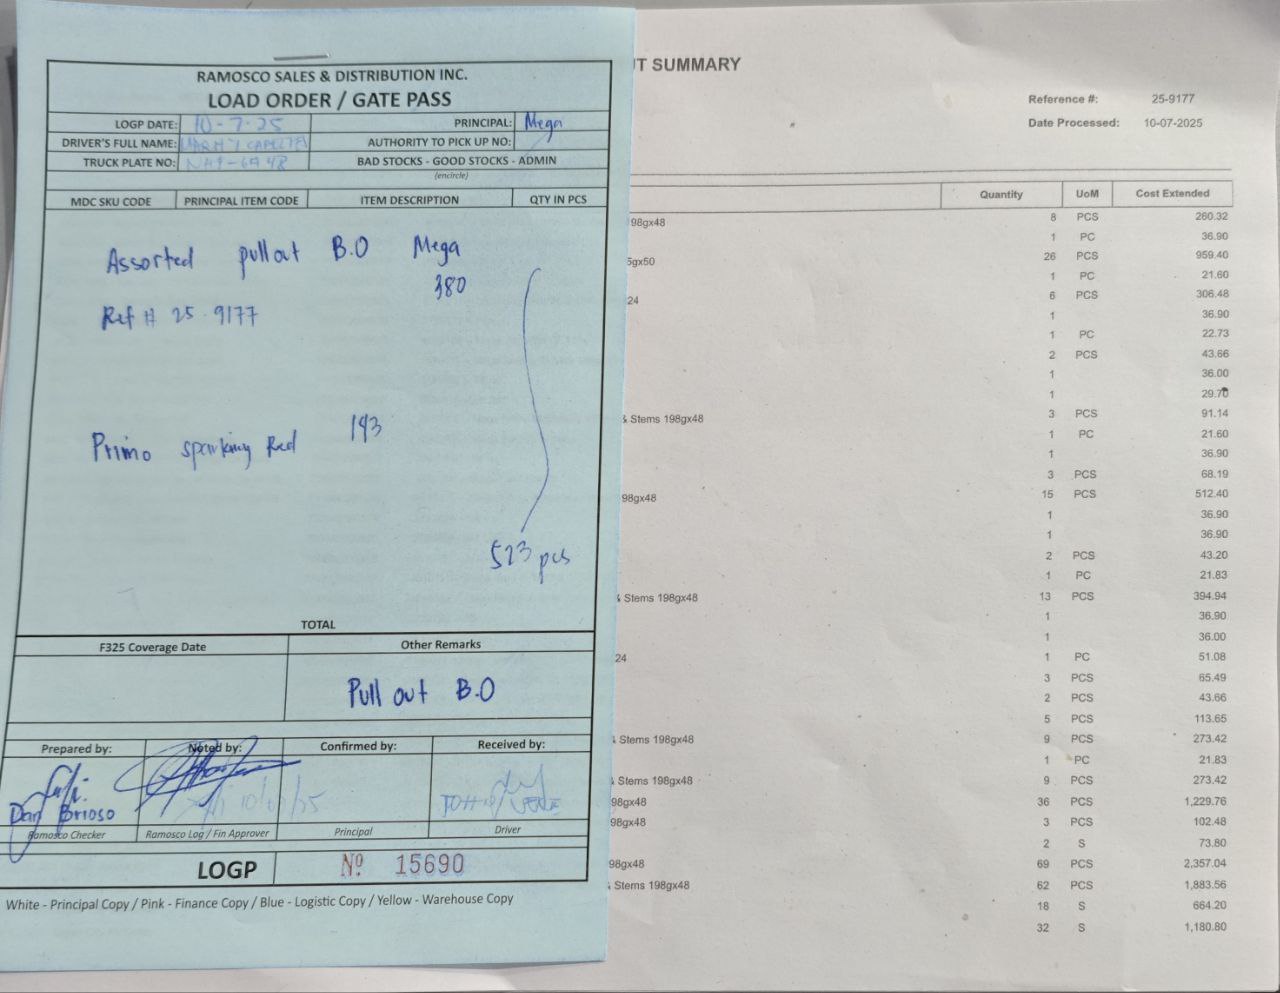 RAMOSCO SALES & DISTRIBUTION INC.
LOAD ORDER / GATE PASS
LOGP DATE: 10-7-25 PRINCIPAL: Mega
DRIVER'S FULL NAME: AUTHORITY TO PICK UP NO:
TRUCK PLATE NO: BAD STOCKS - GOOD STOCKS - ADMIN
(encircle)
MDC SKU CODE PRINCIPAL ITEM CODE ITEM DESCRIPTION QTY IN PCS
Assorted pullout B.O Mega
380
Ref # 25-9177
Primo sparking Red 143
523 pcs
TOTAL
F325 Coverage Date Other Remarks
Pull out B.O
Prepared by: Noted by: Confirmed by: Received by:
Dan Brioso
Ramosco Checker Ramosco Log / Fin Approver Principal Driver
LOGP Nº 15690
White - Principal Copy / Pink - Finance Copy / Blue - Logistic Copy / Yellow - Warehouse Copy
T SUMMARY
Reference #: 25-9177
Date Processed: 10-07-2025
Quantity UoM Cost Extended
98gx48 8 PCS 260.32
1 PC 36.90
5gx50 26 PCS 959.40
1 PC 21.60
24 6 PCS 306.48
1 36.90
1 PC 22.73
2 PCS 43.66
1 36.00
1 29.70
& Stems 198gx48 3 PCS 91.14
1 PC 21.60
1 36.90
3 PCS 68.19
98gx48 15 PCS 512.40
1 36.90
1 36.90
2 PCS 43.20
1 PC 21.83
& Stems 198gx48 13 PCS 394.94
1 36.90
1 36.00
24 1 PC 51.08
3 PCS 65.49
2 PCS 43.66
5 PCS 113.65
& Stems 198gx48 9 PCS 273.42
1 PC 21.83
& Stems 198gx48 9 PCS 273.42
98gx48 36 PCS 1,229.76
98gx48 3 PCS 102.48
2 S 73.80
98gx48 69 PCS 2,357.04
& Stems 198gx48 62 PCS 1,883.56
18 S 664.20
32 S 1,180.80